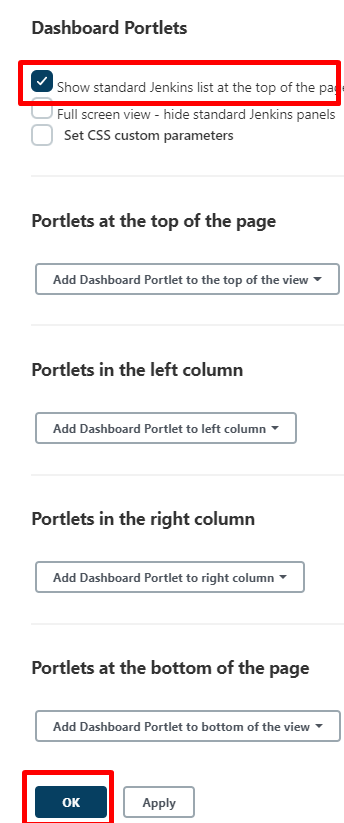 Dashboard Portlets
Show standard Jenkins list at the top of the page
Full screen view - hide standard Jenkins panels
Set CSS custom parameters
Portlets at the top of the page
Add Dashboard Portlet to the top of the view
Portlets in the left column
Add Dashboard Portlet to left column
Portlets in the right column
Add Dashboard Portlet to right column
Portlets at the bottom of the page
Add Dashboard Portlet to bottom of the view
OK
Apply